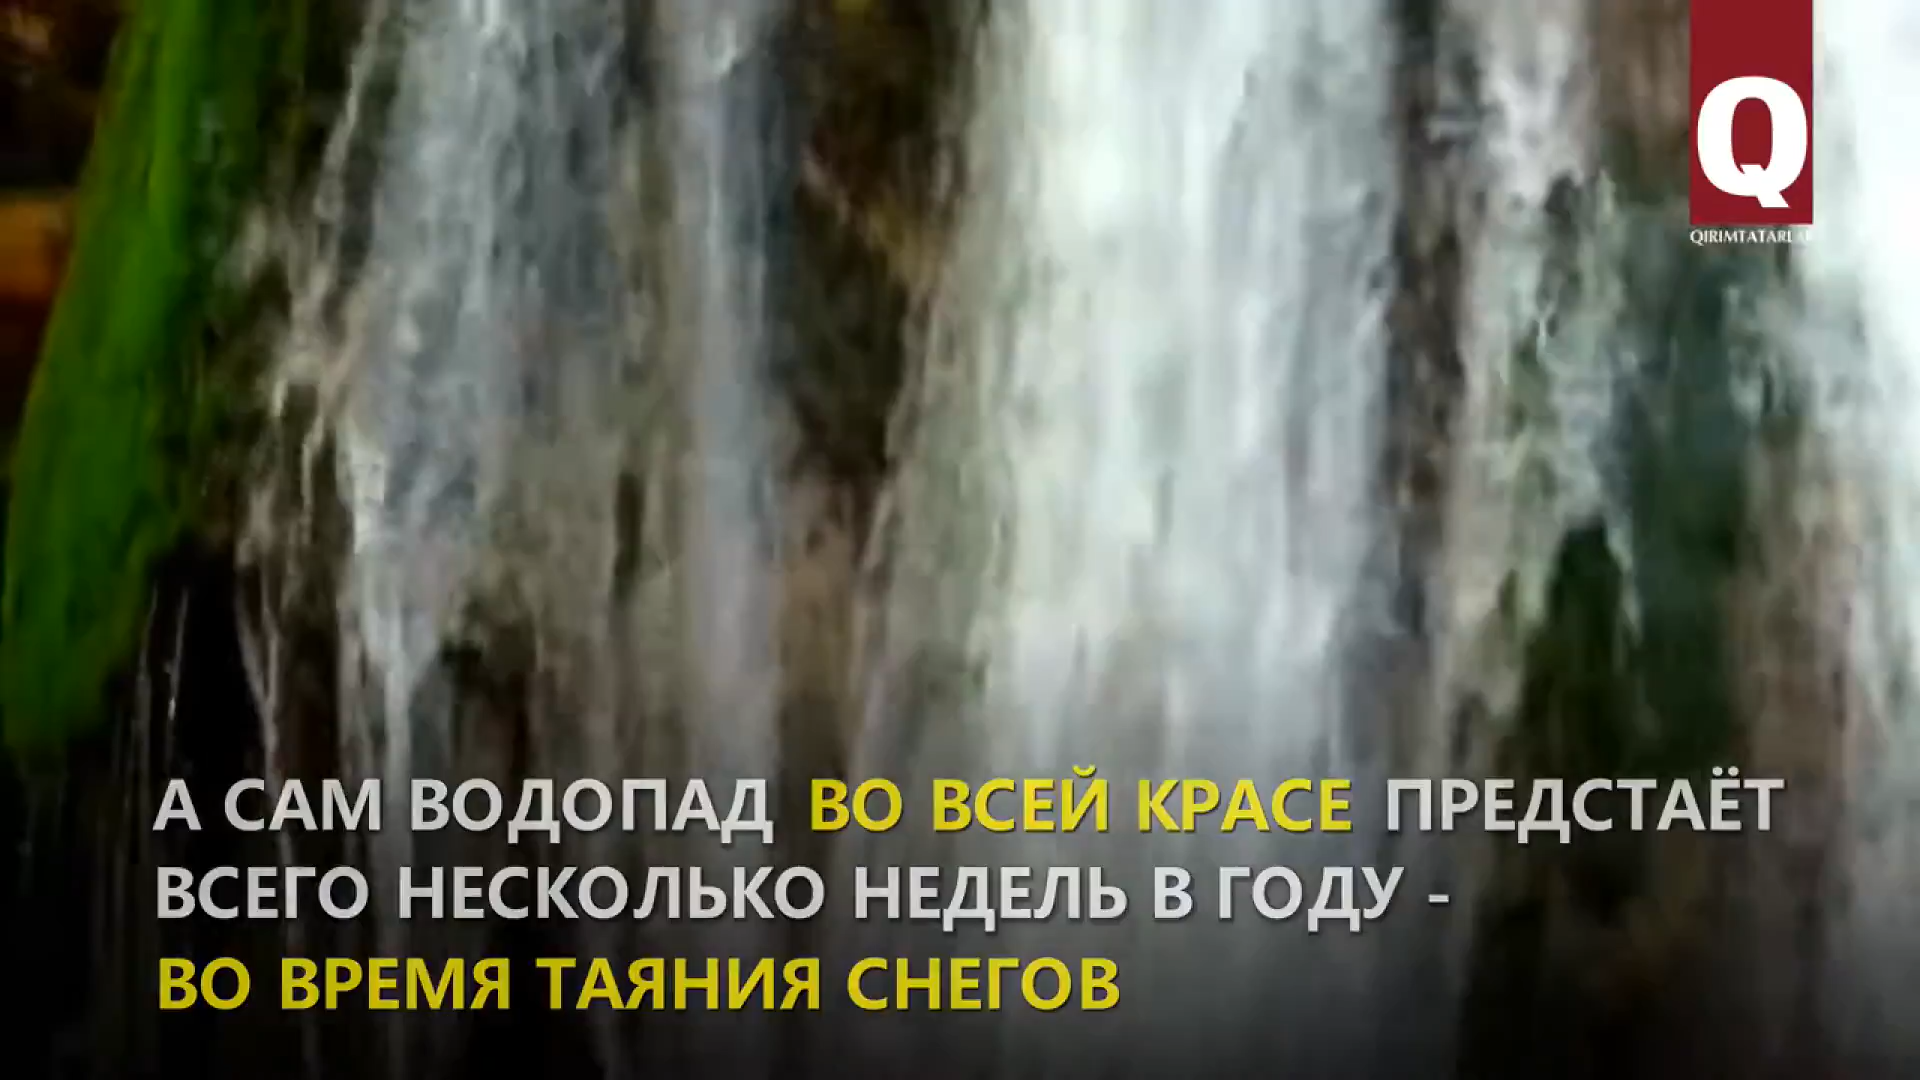 Q
QIRIMTATARLAR
А САМ ВОДОПАД ВО ВСЕЙ КРАСЕ ПРЕДСТАЁТ
ВСЕГО НЕСКОЛЬКО НЕДЕЛЬ В ГОДУ -
ВО ВРЕМЯ ТАЯНИЯ СНЕГОВ